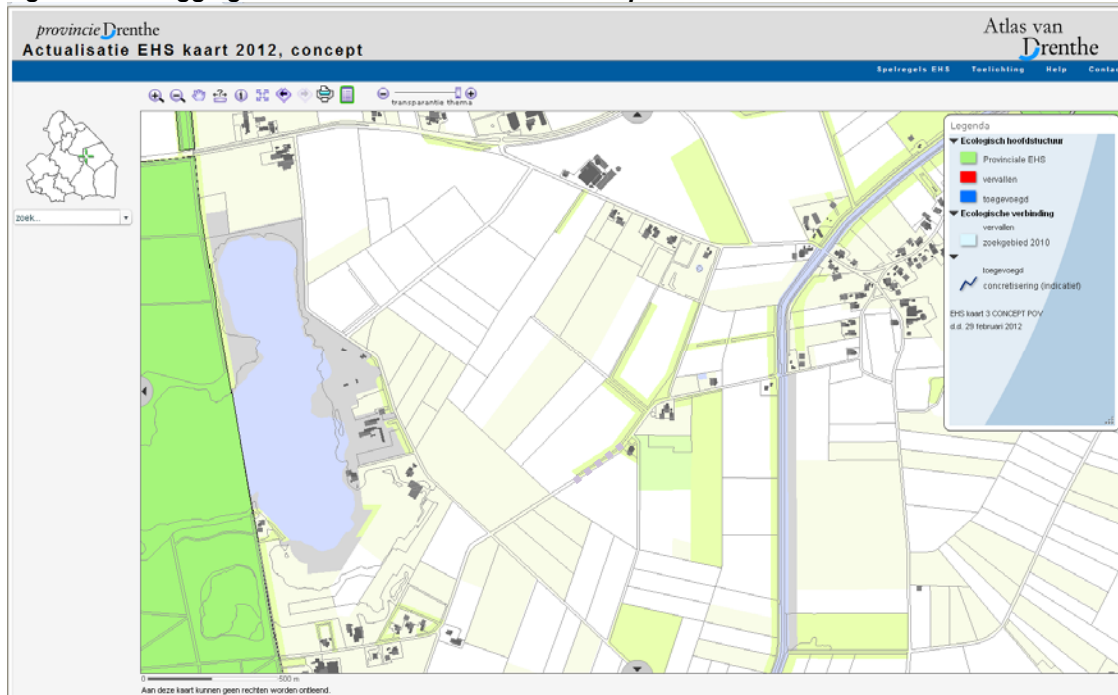 provincie Drenthe
Actualisatie EHS kaart 2012, concept
Atlas van
Drenthe
Spelregels EHS Toelichting Help Contac
transparantie thema
zoek...
Legenda
Ecologisch hoofdstuctuur
Provinciale EHS
vervallen
toegevoegd
Ecologische verbinding
vervallen
zoekgebied 2010
toegevoegd
concretisering (indicatief)
EHS kaart 3 CONCEPT POV
d.d. 29 februari 2012
0 500 m
Aan deze kaart kunnen geen rechten worden ontleend.